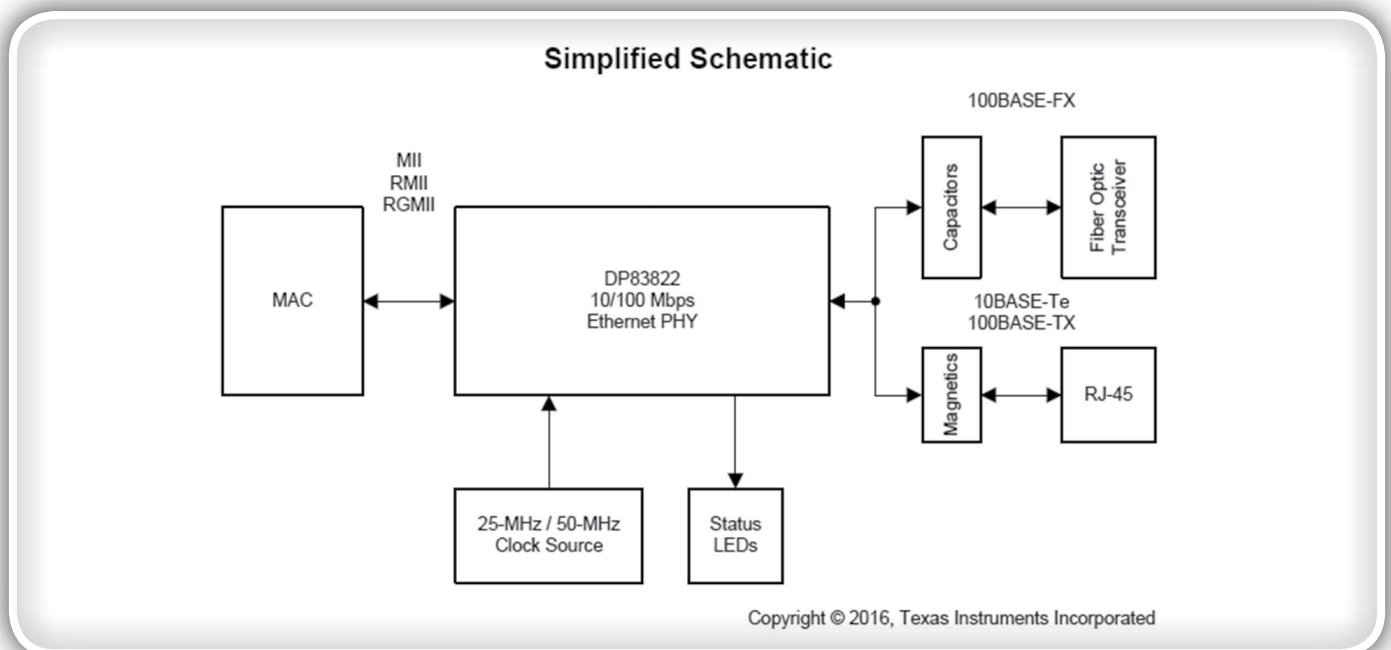 Simplified Schematic
100BASE-FX
MII
RMII
RGMII
Capacitors
Fiber Optic
Transceiver
MAC
DP83822
10/100 Mbps
Ethernet PHY
10BASE-Te
100BASE-TX
Magnetics
RJ-45
25-MHz / 50-MHz
Clock Source
Status
LEDs
Copyright © 2016, Texas Instruments Incorporated